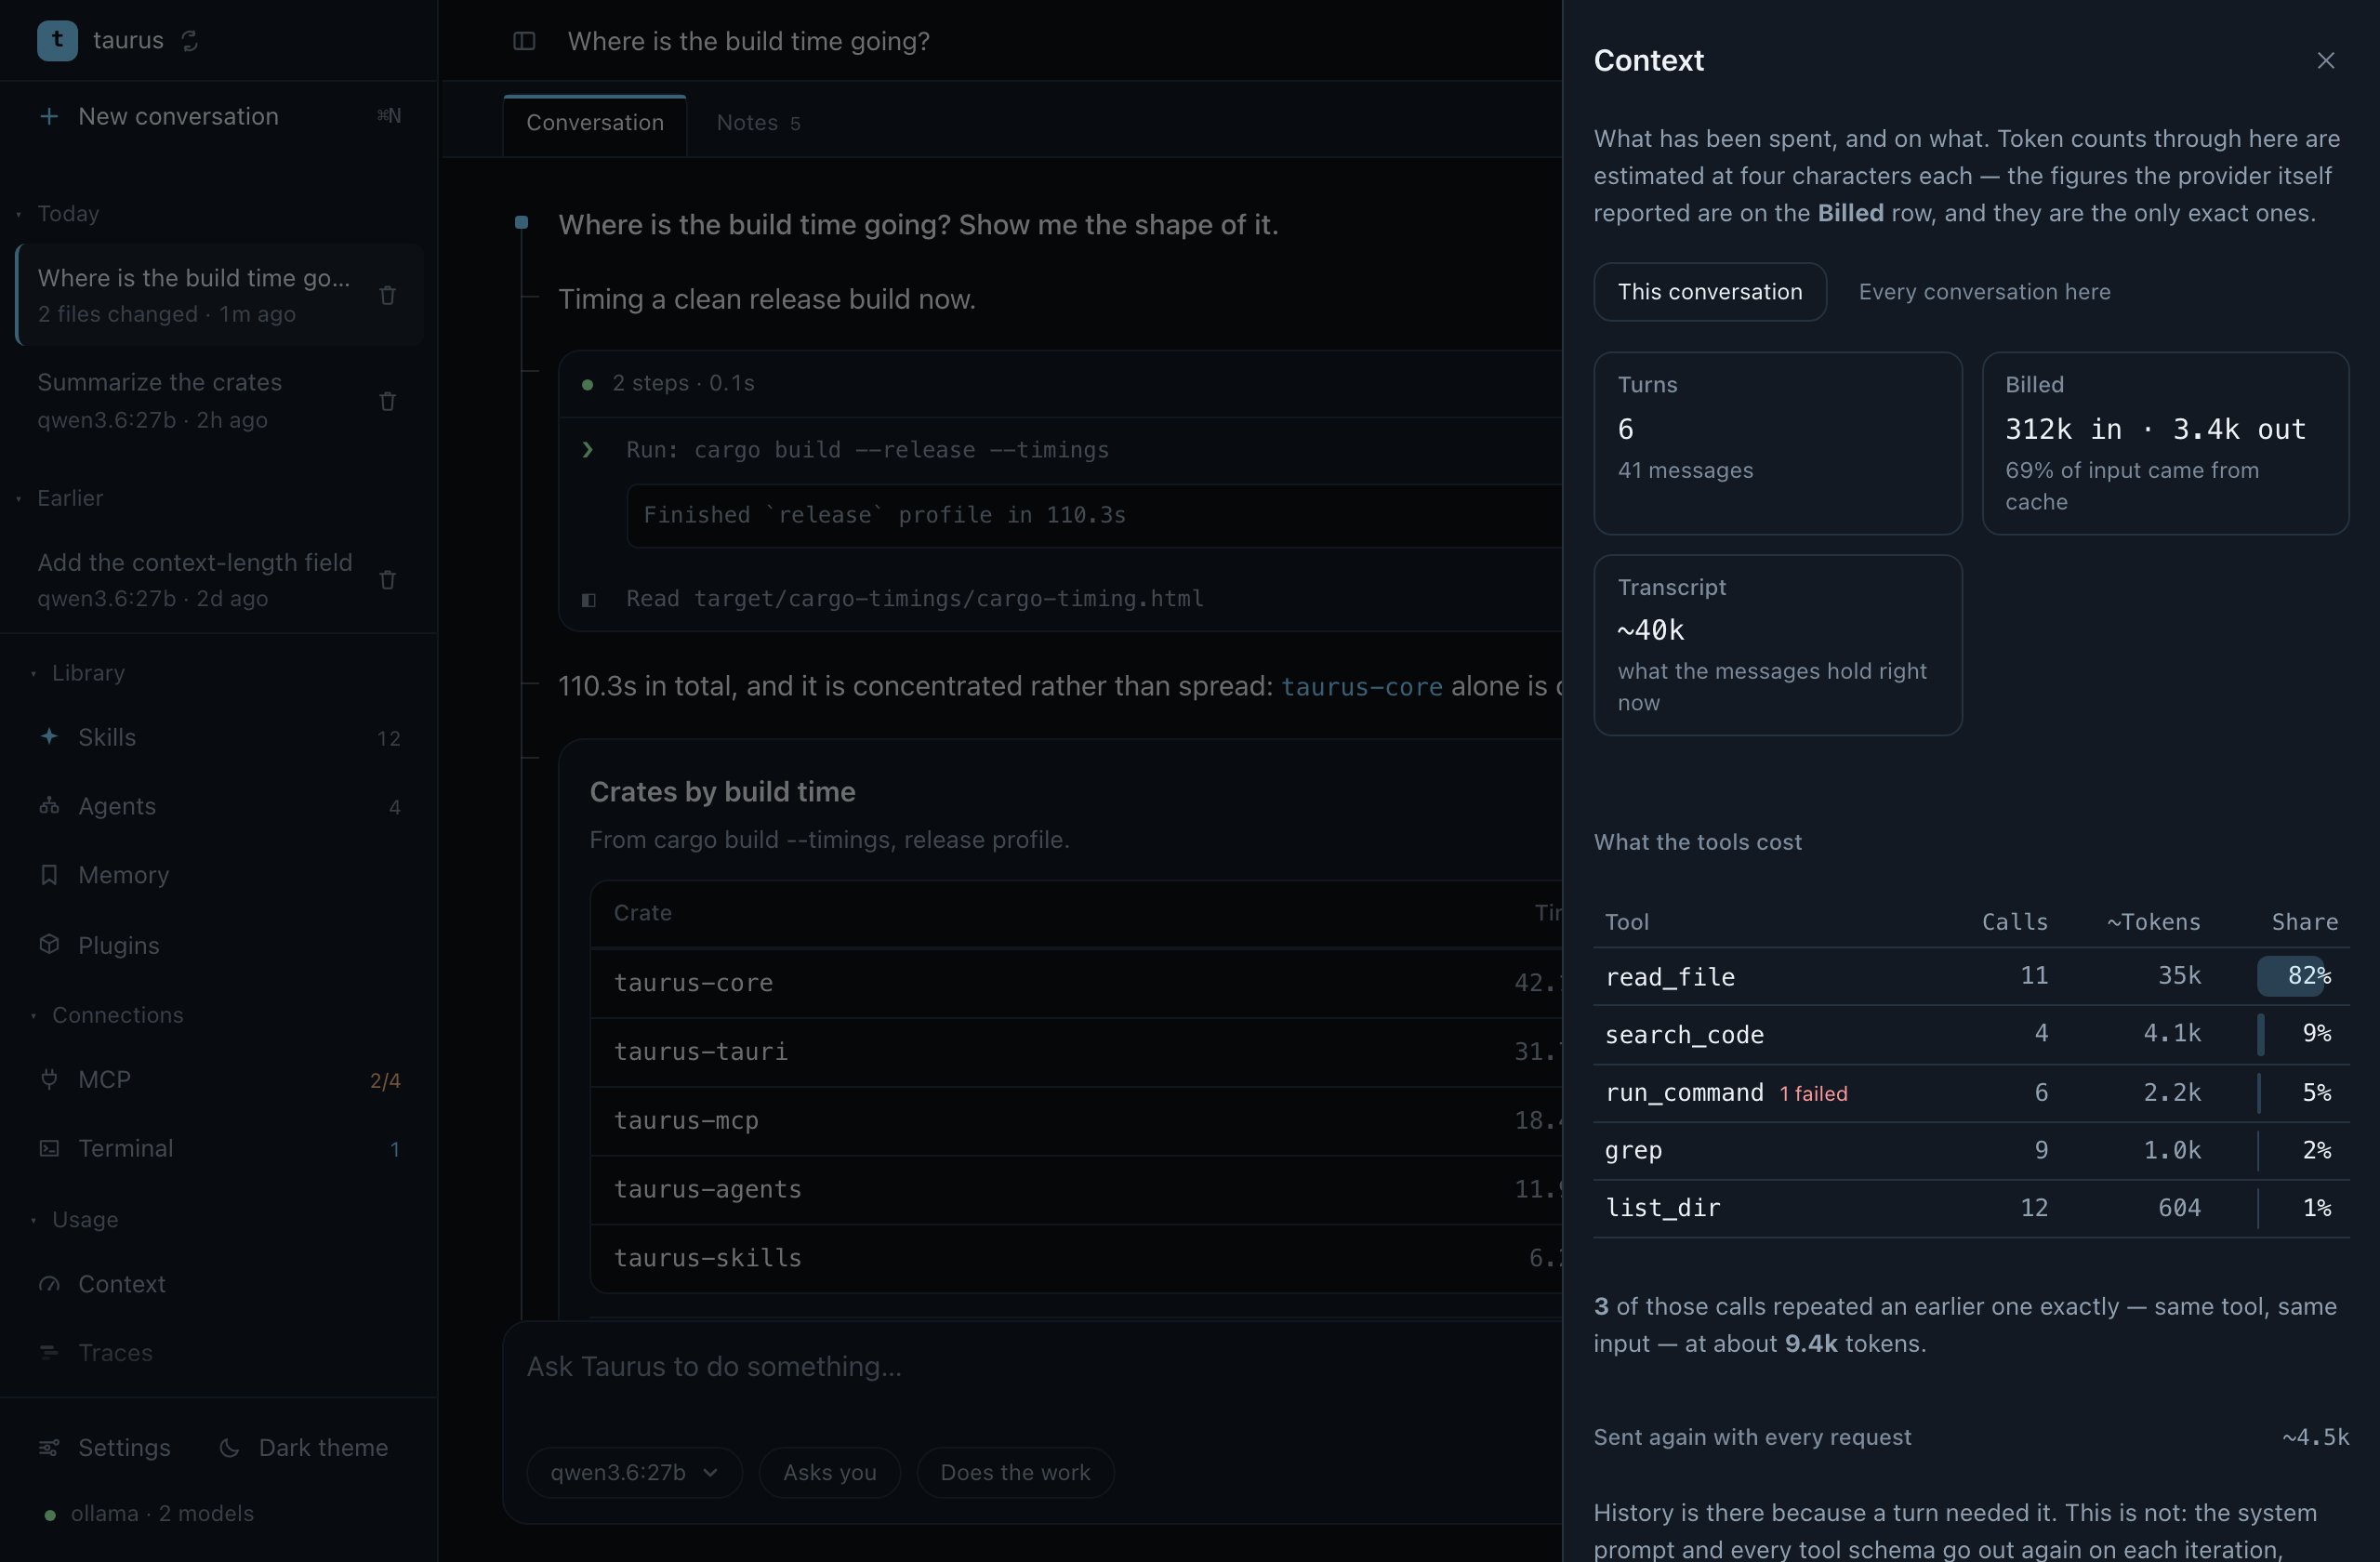 t taurus
New conversation ⌘N
Today
Where is the build time go...
2 files changed · 1m ago
Summarize the crates
qwen3.6:27b · 2h ago
Earlier
Add the context-length field
qwen3.6:27b · 2d ago
Library
Skills 12
Agents 4
Memory
Plugins
Connections
MCP 2/4
Terminal 1
Usage
Context
Traces
Settings Dark theme
ollama · 2 models
Where is the build time going?
Conversation Notes 5
Where is the build time going? Show me the shape of it.
Timing a clean release build now.
2 steps · 0.1s
Run: cargo build --release --timings
Finished `release` profile in 110.3s
Read target/cargo-timings/cargo-timing.html
110.3s in total, and it is concentrated rather than spread: taurus-core alone is
Crates by build time
From cargo build --timings, release profile.
Crate
taurus-core 42.
taurus-tauri 31.
taurus-mcp 18.
taurus-agents 11.
taurus-skills 6.
Ask Taurus to do something...
qwen3.6:27b Asks you Does the work
Context
What has been spent, and on what. Token counts through here are
estimated at four characters each — the figures the provider itself
reported are on the Billed row, and they are the only exact ones.
This conversation Every conversation here
Turns
6
41 messages
Billed
312k in · 3.4k out
69% of input came from
cache
Transcript
~40k
what the messages hold right
now
What the tools cost
Tool Calls ~Tokens Share
read_file 11 35k 82%
search_code 4 4.1k 9%
run_command 1 failed 6 2.2k 5%
grep 9 1.0k 2%
list_dir 12 604 1%
3 of those calls repeated an earlier one exactly — same tool, same
input — at about 9.4k tokens.
Sent again with every request ~4.5k
History is there because a turn needed it. This is not: the system
prompt and every tool schema go out again on each iteration,